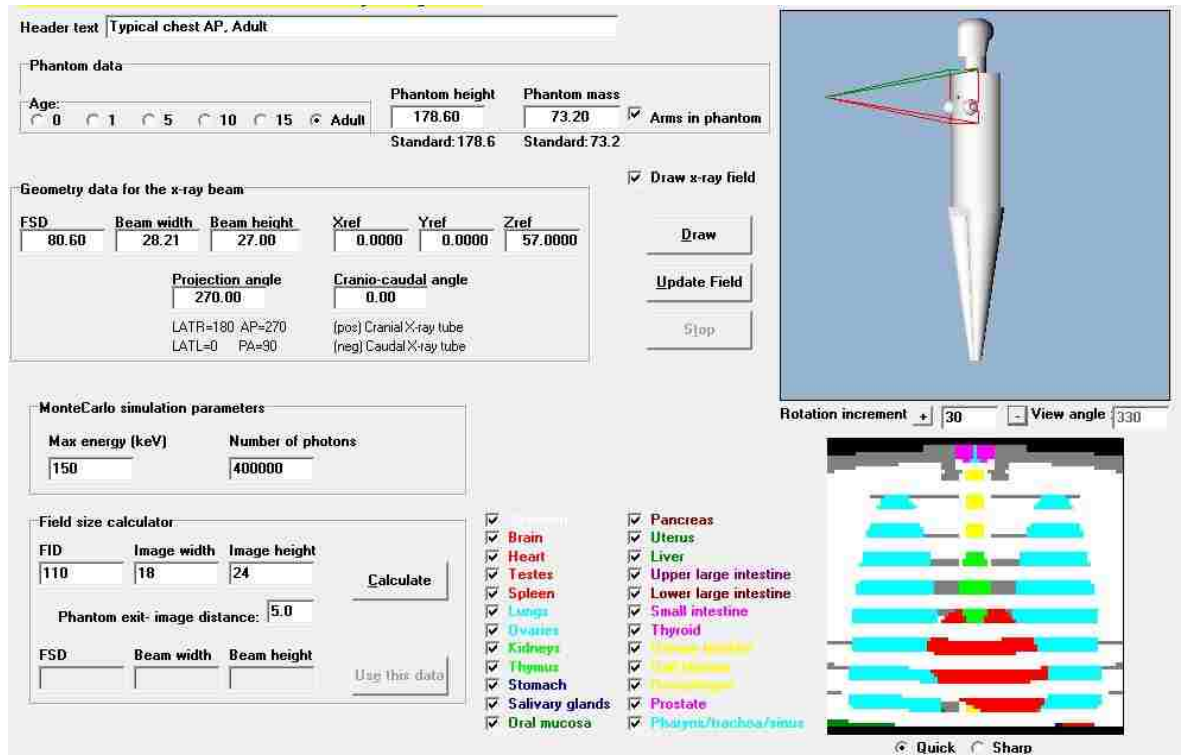 Header text Typical chest AP, Adult
Phantom data
Age:
0 1 5 10 15 Adult
Phantom height Phantom mass
178.60 73.20 Arms in phantom
Standard: 178.6 Standard: 73.2
Draw x-ray field
Geometry data for the x-ray beam
FSD Beam width Beam height Xref Yref Zref
80.60 28.21 27.00 0.0000 0.0000 57.0000
Draw
Projection angle Cranio-caudal angle
270.00 0.00
Update Field
LATR=180 AP=270 (pos) Cranial X-ray tube
LATL=0 PA=90 (neg) Caudal X-ray tube
Stop
MonteCarlo simulation parameters
Max energy (keV) Number of photons
150 400000
Rotation increment + 30 - View angle 330
Field size calculator
FID Image width Image height
110 18 24
Calculate
Phantom exit- image distance: 5.0
FSD Beam width Beam height
Use this data
Pancreas
Brain Uterus
Heart Liver
Testes Upper large intestine
Spleen Lower large intestine
Lungs Small intestine
Ovaries Thyroid
Kidneys
Thymus
Stomach
Salivary glands Prostate
Oral mucosa Pharynx/trachea/sinus
Quick Sharp